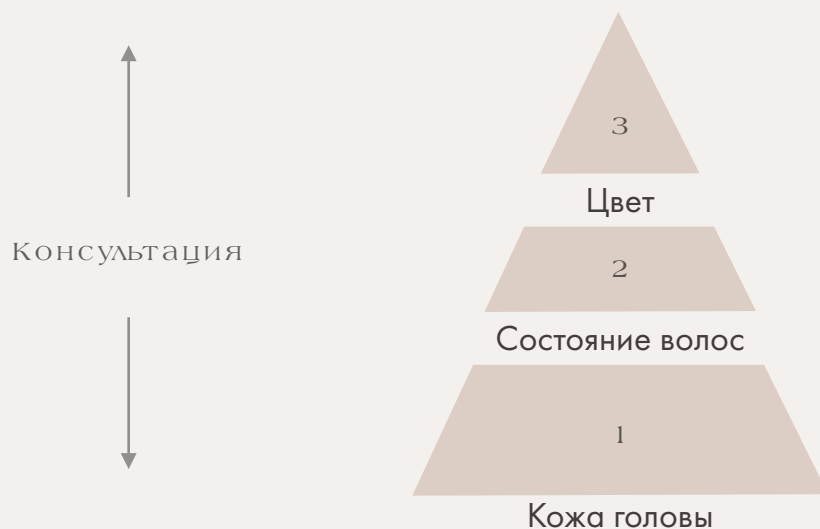 3
Цвет
Консультация
2
Состояние волос
1
Кожа головы